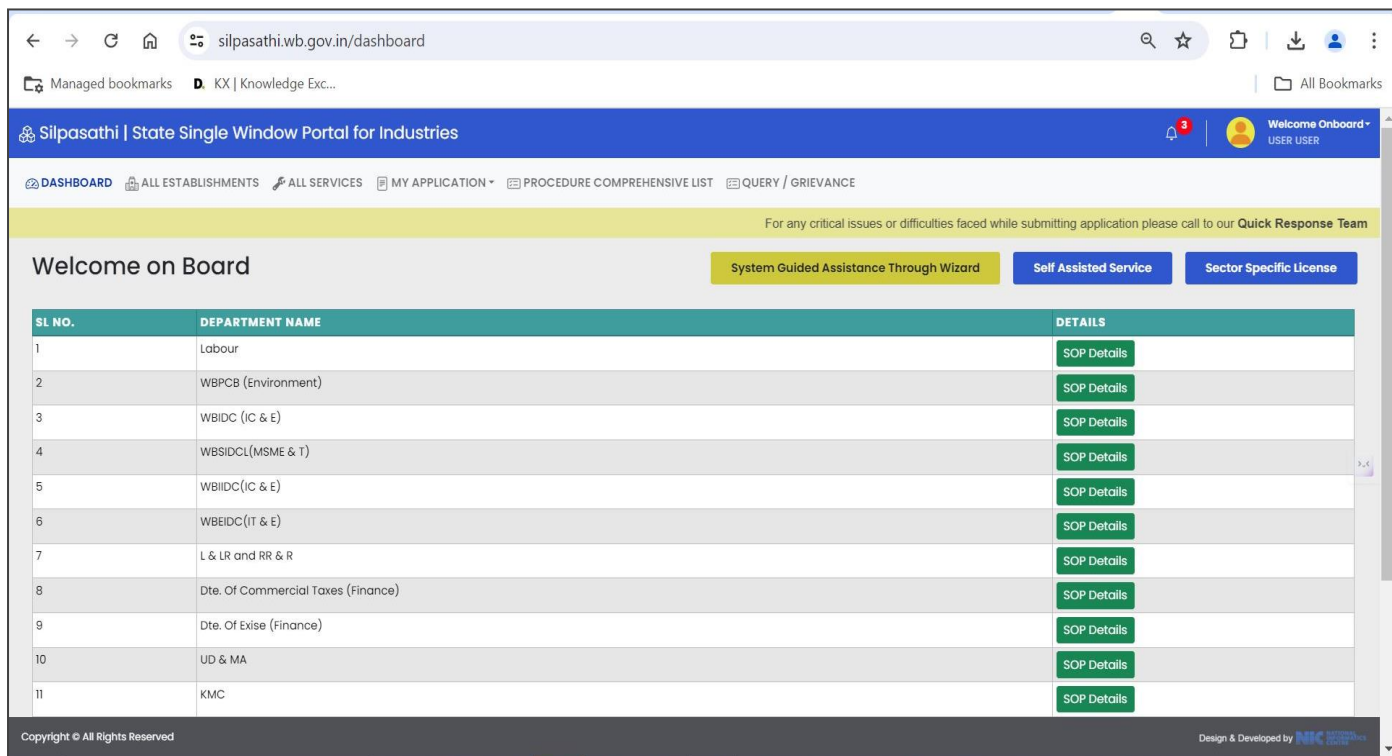 silpasathi.wb.gov.in/dashboard
Managed bookmarks D. KX | Knowledge Exc... All Bookmarks
Silpasathi | State Single Window Portal for Industries 3 Welcome Onboard
USER USER
DASHBOARD ALL ESTABLISHMENTS ALL SERVICES MY APPLICATION PROCEDURE COMPREHENSIVE LIST QUERY / GRIEVANCE
For any critical issues or difficulties faced while submitting application please call to our Quick Response Team
Welcome on Board System Guided Assistance Through Wizard Self Assisted Service Sector Specific License
SL NO. DEPARTMENT NAME DETAILS
1 Labour SOP Details
2 WBPCB (Environment) SOP Details
3 WBIDC (IC & E) SOP Details
4 WBSIDCL(MSME & T) SOP Details
5 WBIIDC(IC & E) SOP Details
6 WBEIDC(IT & E) SOP Details
7 L & LR and RR & R SOP Details
8 Dte. Of Commercial Taxes (Finance) SOP Details
9 Dte. Of Exise (Finance) SOP Details
10 UD & MA SOP Details
11 KMC SOP Details
Copyright © All Rights Reserved Design & Developed by NIC NATIONAL INFORMATICS CENTRE